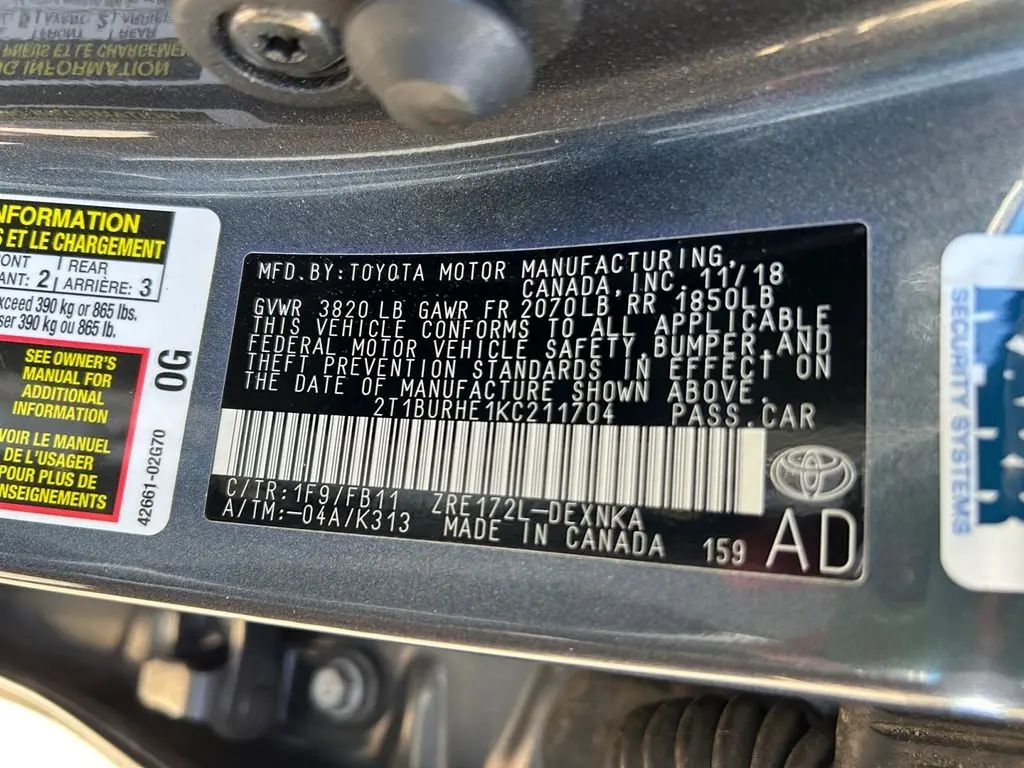 NFORMATION
S ET LE CHARGEMENT
ONT REAR
ANT: 2 ARRIÈRE: 3
xceed 390 kg or 865 lbs.
ser 390 kg ou 865 lb.
SEE OWNER'S
MANUAL FOR
ADDITIONAL
INFORMATION
VOIR LE MANUEL
DE L'USAGER
POUR PLUS DE
NSEIGNEMENTS
0G
42661-02G70
MFD. BY: TOYOTA MOTOR MANUFACTURING,
CANADA, INC. 11/18
GVWR 3820 LB GAWR FR 2070LB RR 1850LB
THIS VEHICLE CONFORMS TO ALL APPLICABLE
FEDERAL MOTOR VEHICLE SAFETY, BUMPER, AND
THEFT PREVENTION STANDARDS IN EFFECT ON
THE DATE OF MANUFACTURE SHOWN ABOVE.
2T1BURHE1KC211704 PASS. CAR
C/TR: 1F9/FB11 ZRE172L-DEXNKA
A/TM: -04A/K313 MADE IN CANADA 159 AD
SECURITY SYSTEMS